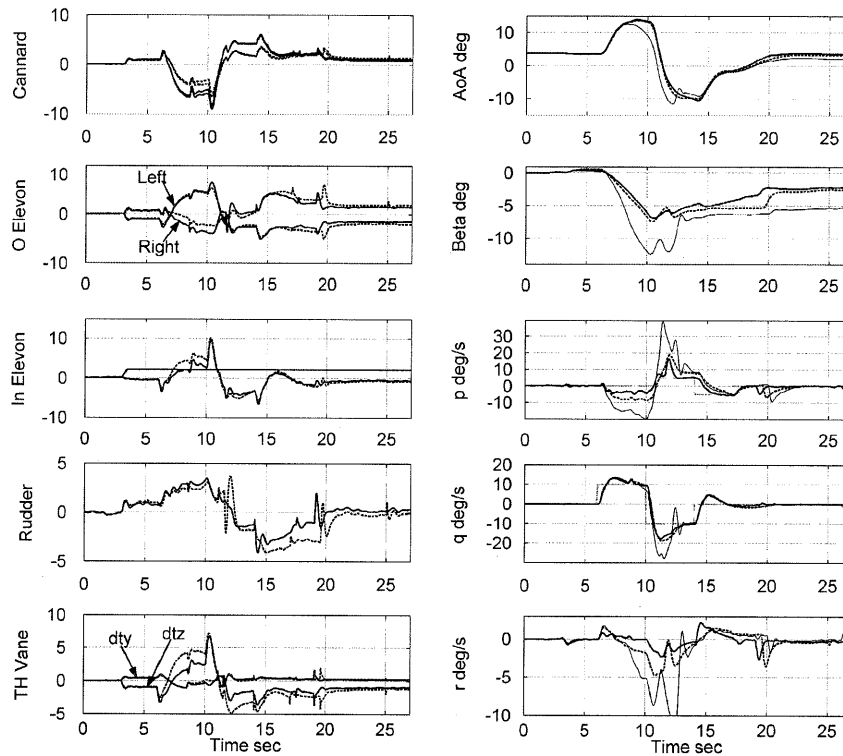 Cannard
10
0
-10
0 5 10 15 20 25
O Elevon
10
0
-10
Left
Right
0 5 10 15 20 25
In Elevon
10
0
-10
0 5 10 15 20 25
Rudder
5
0
-5
0 5 10 15 20 25
TH Vane
10
5
0
-5
dty
dtz
0 5 10 15 20 25
Time sec
AoA deg
10
0
-10
0 5 10 15 20 25
Beta deg
0
-5
-10
0 5 10 15 20 25
p deg/s
30
20
10
0
-10
0 5 10 15 20 25
q deg/s
20
10
0
-10
-20
0 5 10 15 20 25
r deg/s
0
-5
-10
0 5 10 15 20 25
Time sec